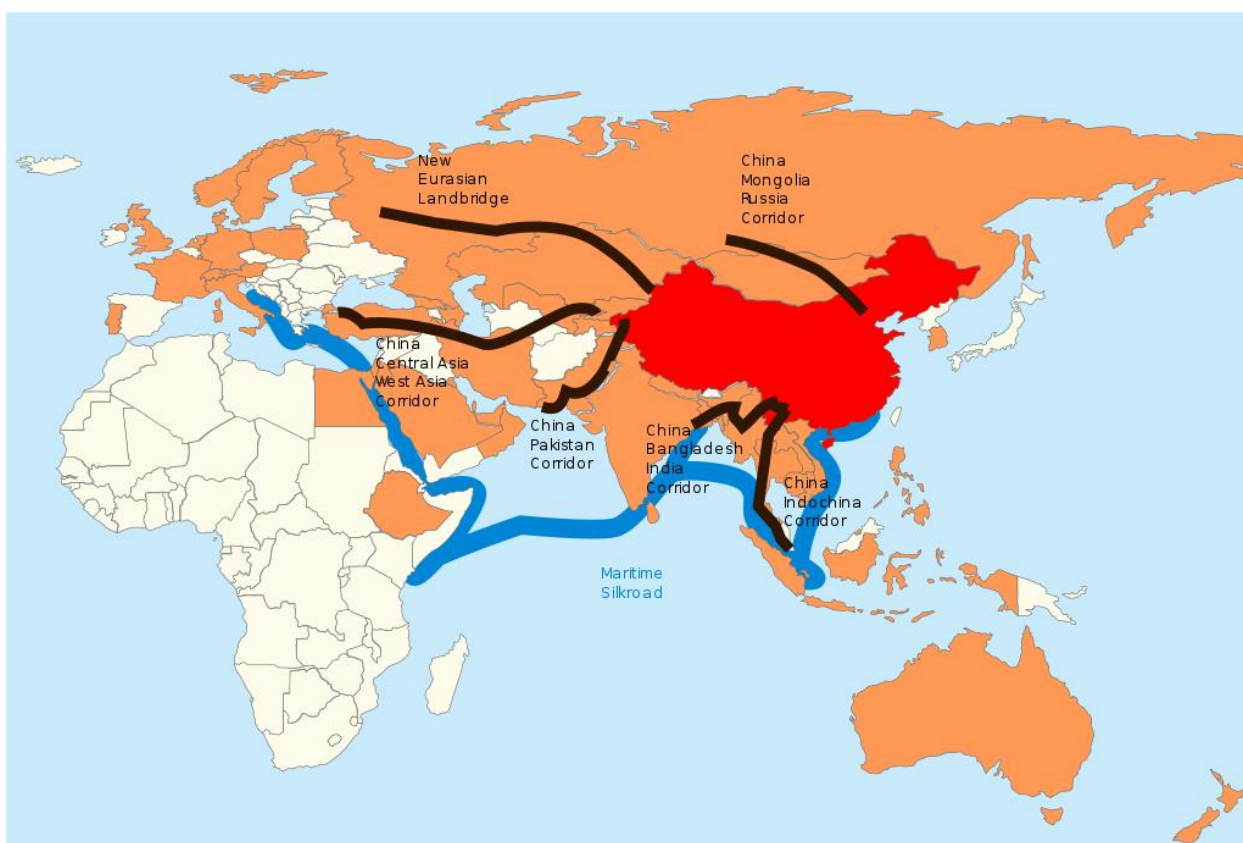 New
Eurasian
Landbridge
China
Mongolia
Russia
Corridor
China
Central Asia
West Asia
Corridor
China
Pakistan
Corridor
China
Bangladesh
India
Corridor
China
Indochina
Corridor
Maritime
Silkroad